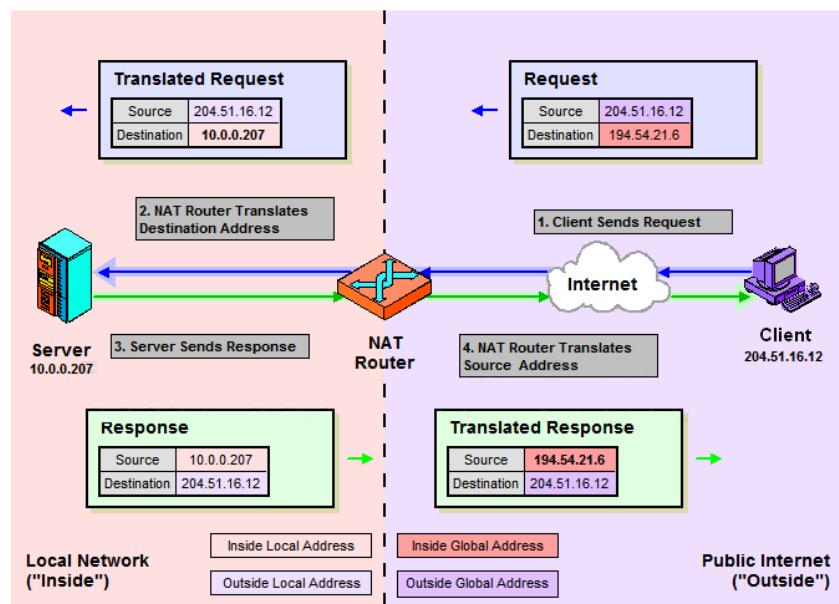 Translated Request
Source 204.51.16.12
Destination 10.0.0.207
Request
Source 204.51.16.12
Destination 194.54.21.6
2. NAT Router Translates
Destination Address
1. Client Sends Request
Internet
Server
10.0.0.207
3. Server Sends Response
NAT
Router
4. NAT Router Translates
Source Address
Client
204.51.16.12
Response
Source 10.0.0.207
Destination 204.51.16.12
Translated Response
Source 194.54.21.6
Destination 204.51.16.12
Local Network
("Inside")
Inside Local Address
Inside Global Address
Outside Local Address
Outside Global Address
Public Internet
("Outside")